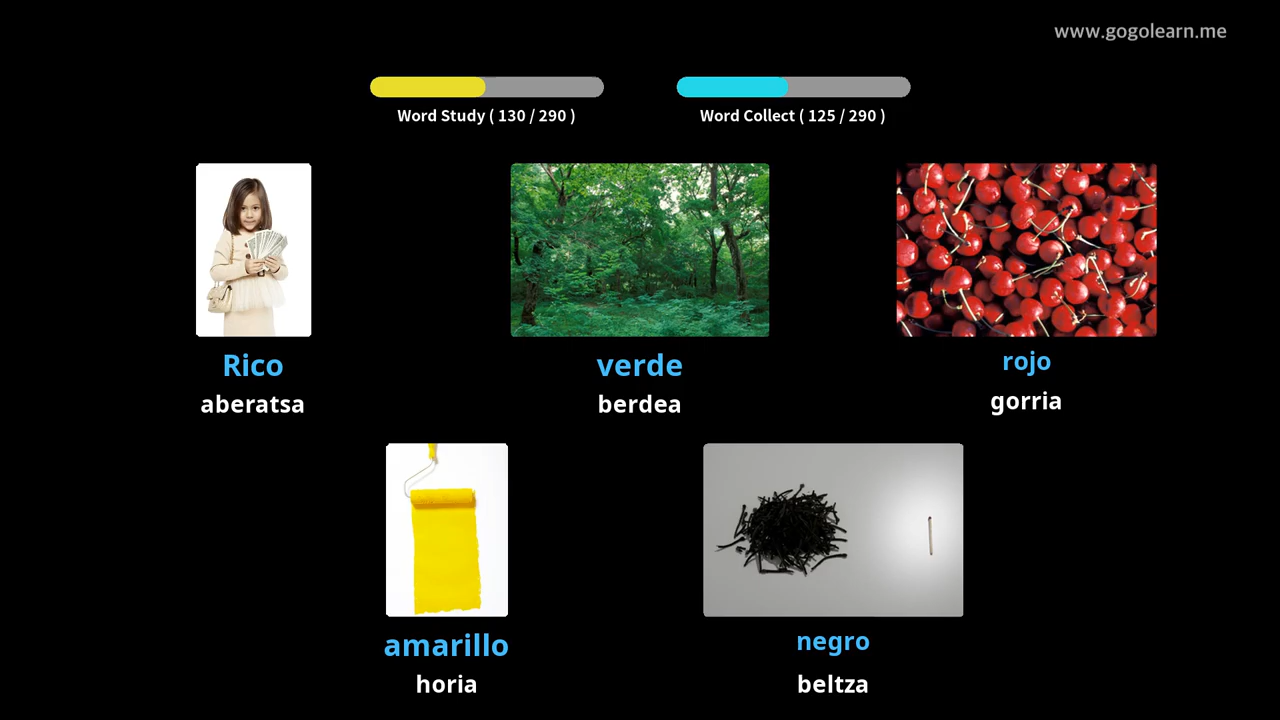 www.gogolearn.me
Word Study ( 130 / 290 )
Word Collect ( 125 / 290 )
Rico
aberatsa
verde
berdea
rojo
gorria
amarillo
horia
negro
beltza